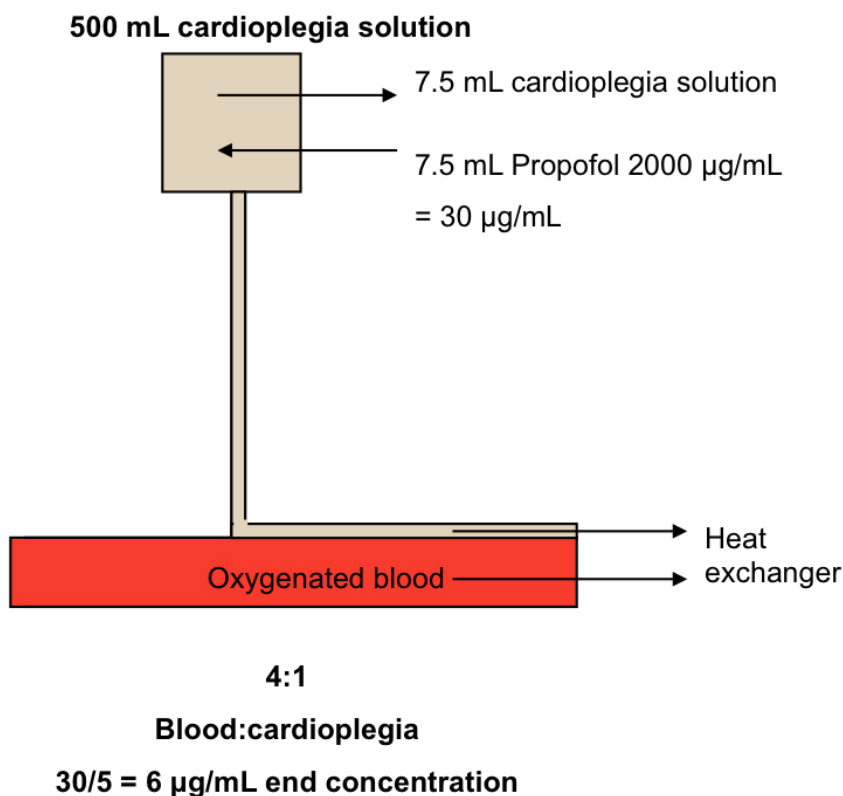 500 mL cardioplegia solution
7.5 mL cardioplegia solution
7.5 mL Propofol 2000 µg/mL
= 30 µg/mL
Heat
exchanger
Oxygenated blood
4:1
Blood:cardioplegia
30/5 = 6 µg/mL end concentration